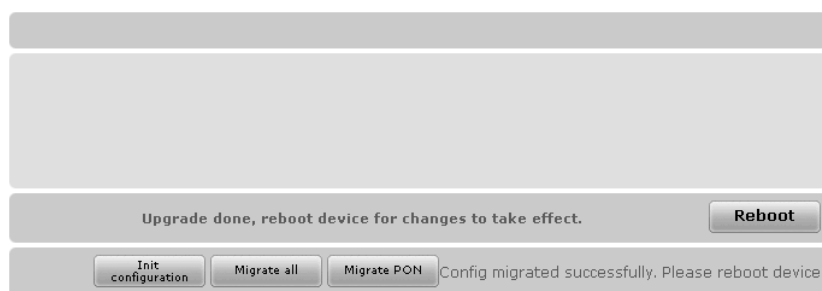 Upgrade done, reboot device for changes to take effect.
Reboot
Init
configuration
Migrate all
Migrate PON
Config migrated successfully. Please reboot device